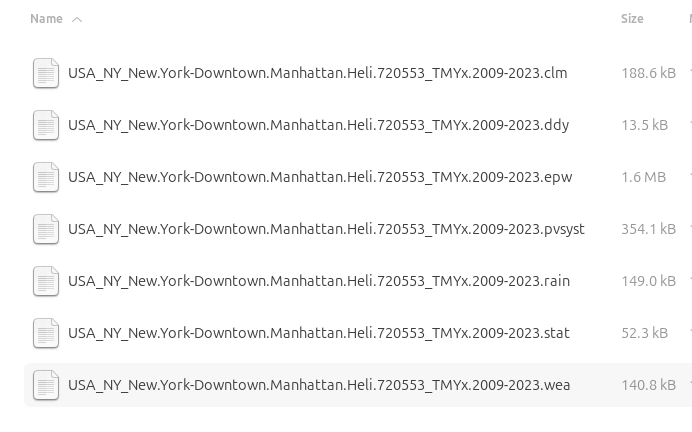 Name Size
USA_NY_New.York-Downtown.Manhattan.Heli.720553_TMYx.2009-2023.clm 188.6 kB
USA_NY_New.York-Downtown.Manhattan.Heli.720553_TMYx.2009-2023.ddy 13.5 kB
USA_NY_New.York-Downtown.Manhattan.Heli.720553_TMYx.2009-2023.epw 1.6 MB
USA_NY_New.York-Downtown.Manhattan.Heli.720553_TMYx.2009-2023.pvsyst 354.1 kB
USA_NY_New.York-Downtown.Manhattan.Heli.720553_TMYx.2009-2023.rain 149.0 kB
USA_NY_New.York-Downtown.Manhattan.Heli.720553_TMYx.2009-2023.stat 52.3 kB
USA_NY_New.York-Downtown.Manhattan.Heli.720553_TMYx.2009-2023.wea 140.8 kB